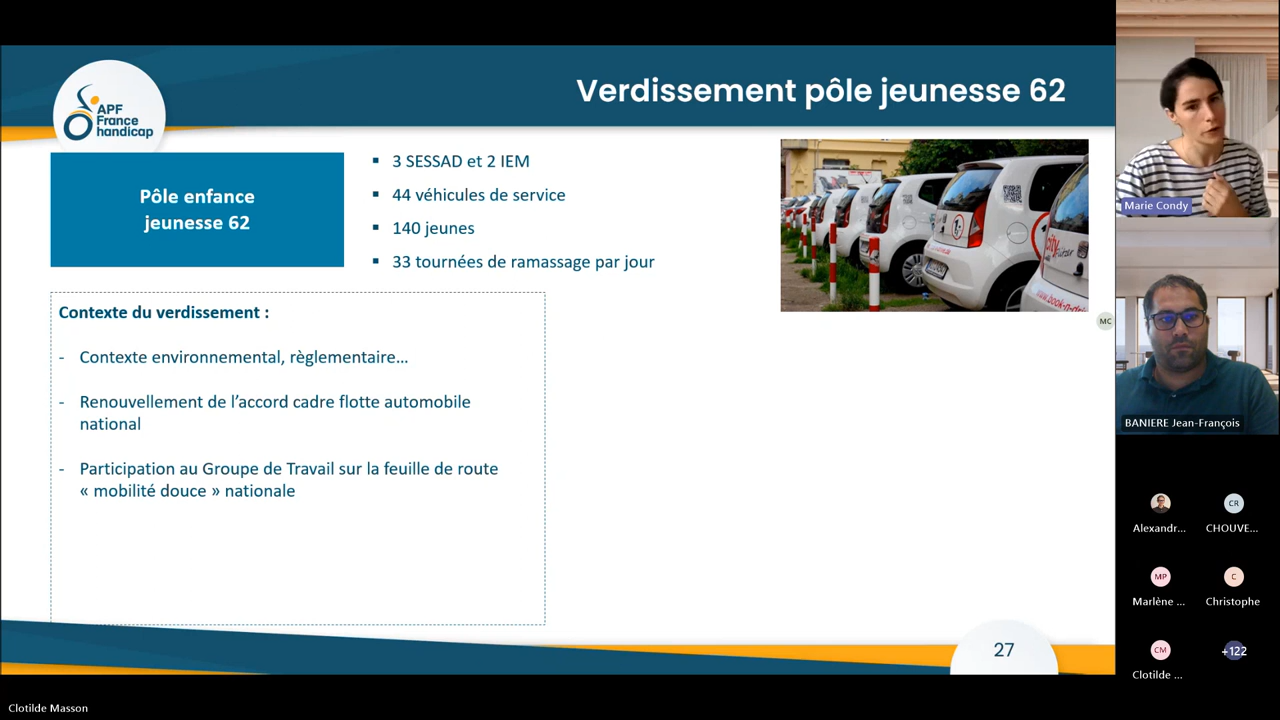 Verdissement pôle jeunesse 62
APF
France
handicap
Pôle enfance
jeunesse 62
▪ 3 SESSAD et 2 IEM
▪ 44 véhicules de service
▪ 140 jeunes
▪ 33 tournées de ramassage par jour
Contexte du verdissement :
- Contexte environnemental, règlementaire…
- Renouvellement de l’accord cadre flotte automobile
national
- Participation au Groupe de Travail sur la feuille de route
« mobilité douce » nationale
27
MC
Marie Condy
BANIERE Jean-François
Alexandr...
CR
CHOUVE...
MP
Marlène ...
C
Christophe
CM
Clotilde ...
+122
Clotilde Masson